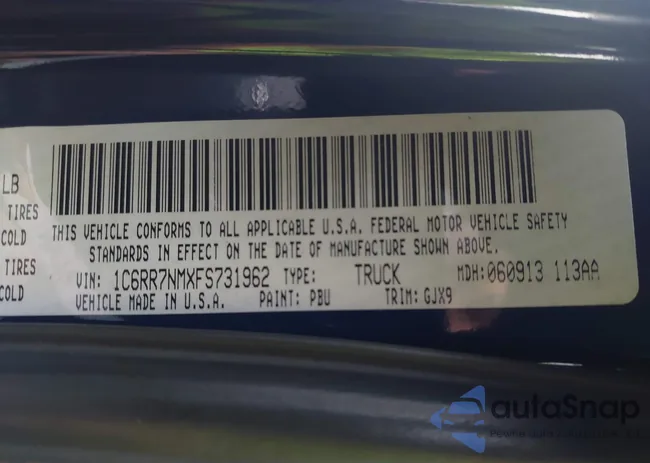 LB
TIRES
COLD
TIRES
COLD
THIS VEHICLE CONFORMS TO ALL APPLICABLE U.S.A. FEDERAL MOTOR VEHICLE SAFETY
STANDARDS IN EFFECT ON THE DATE OF MANUFACTURE SHOWN ABOVE.
VIN: 1C6RR7NMXFS731962 TYPE: TRUCK MDH: 060913 113AA
VEHICLE MADE IN U.S.A. PAINT: PBU TRIM: GJX9
autoSnap